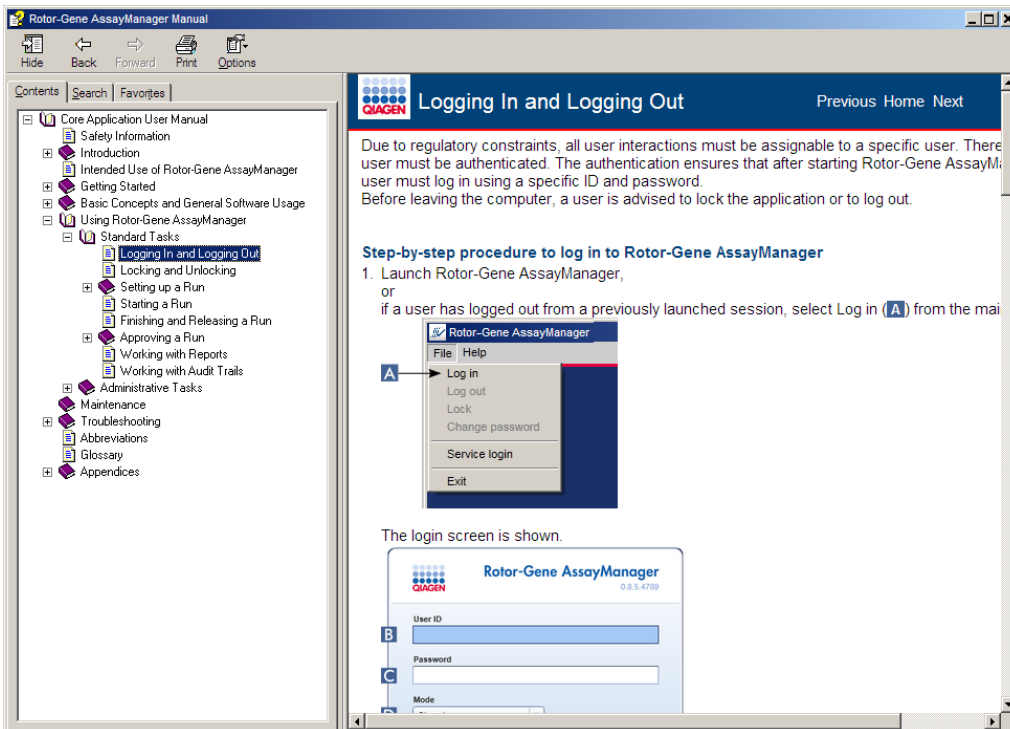 Rotor-Gene AssayManager Manual
Hide Back Forward Print Options
Contents Search Favorites
Core Application User Manual
Safety Information
Introduction
Intended Use of Rotor-Gene AssayManager
Getting Started
Basic Concepts and General Software Usage
Using Rotor-Gene AssayManager
Standard Tasks
Logging In and Logging Out
Locking and Unlocking
Setting up a Run
Starting a Run
Finishing and Releasing a Run
Approving a Run
Working with Reports
Working with Audit Trails
Administrative Tasks
Maintenance
Troubleshooting
Abbreviations
Glossary
Appendices
QIAGEN
Logging In and Logging Out
Previous Home Next
Due to regulatory constraints, all user interactions must be assignable to a specific user. There
user must be authenticated. The authentication ensures that after starting Rotor-Gene AssayM
user must log in using a specific ID and password.
Before leaving the computer, a user is advised to lock the application or to log out.
Step-by-step procedure to log in to Rotor-Gene AssayManager
1. Launch Rotor-Gene AssayManager,
or
if a user has logged out from a previously launched session, select Log in (A) from the mai
Rotor-Gene AssayManager
File Help
A Log in
Log out
Lock
Change password
Service login
Exit
The login screen is shown.
QIAGEN
Rotor-Gene AssayManager
0.8.5.4789
User ID
B
Password
C
Mode